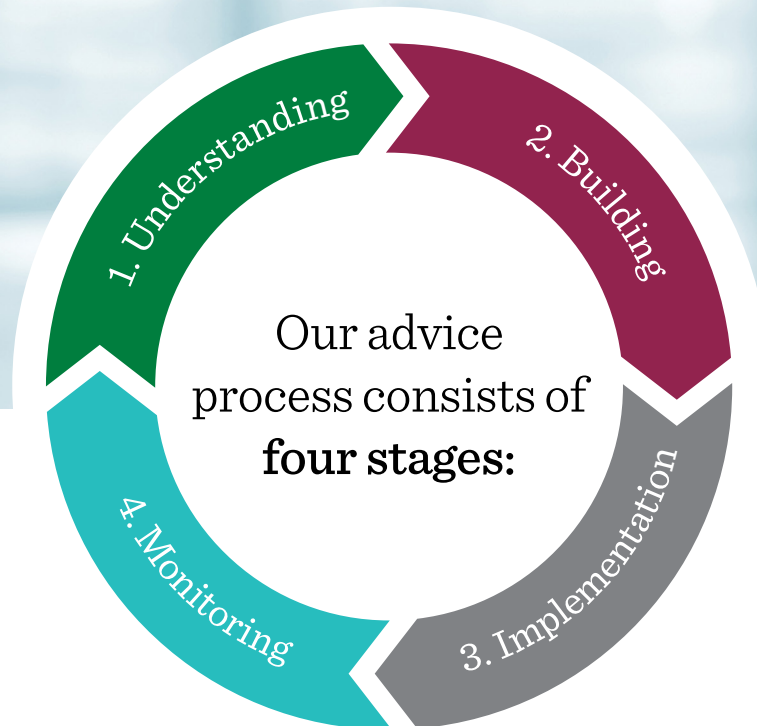 Our advice
process consists of
four stages:
1. Understanding
2. Building
3. Implementation
4. Monitoring